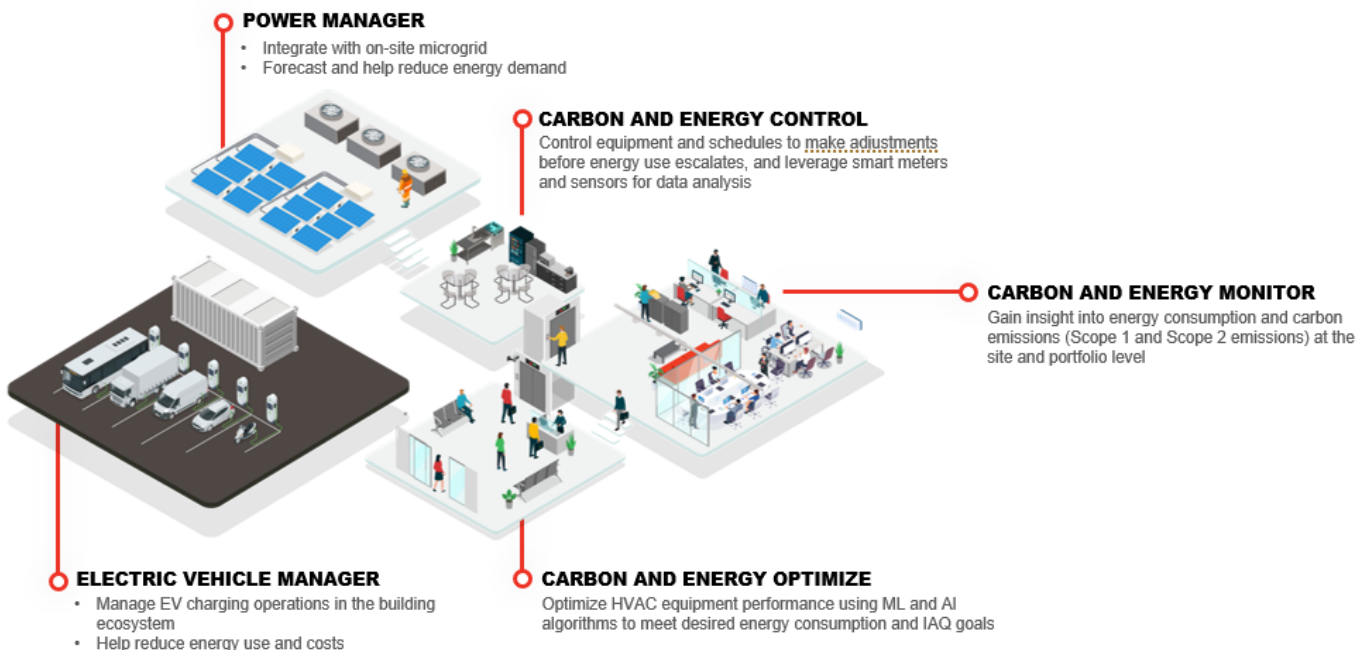 POWER MANAGER
• Integrate with on-site microgrid
• Forecast and help reduce energy demand
CARBON AND ENERGY CONTROL
Control equipment and schedules to make adjustments
before energy use escalates, and leverage smart meters
and sensors for data analysis
CARBON AND ENERGY MONITOR
Gain insight into energy consumption and carbon
emissions (Scope 1 and Scope 2 emissions) at the
site and portfolio level
ELECTRIC VEHICLE MANAGER
• Manage EV charging operations in the building
ecosystem
• Help reduce energy use and costs
CARBON AND ENERGY OPTIMIZE
Optimize HVAC equipment performance using ML and AI
algorithms to meet desired energy consumption and IAQ goals